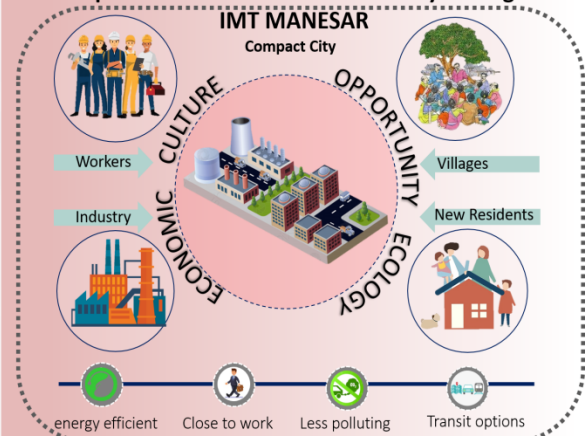 IMT MANESAR
Compact City
CULTURE
OPPORTUNITY
Workers
Villages
Industry
New Residents
ECONOMIC
ECOLOGY
energy efficient
Close to work
Less polluting
Transit options